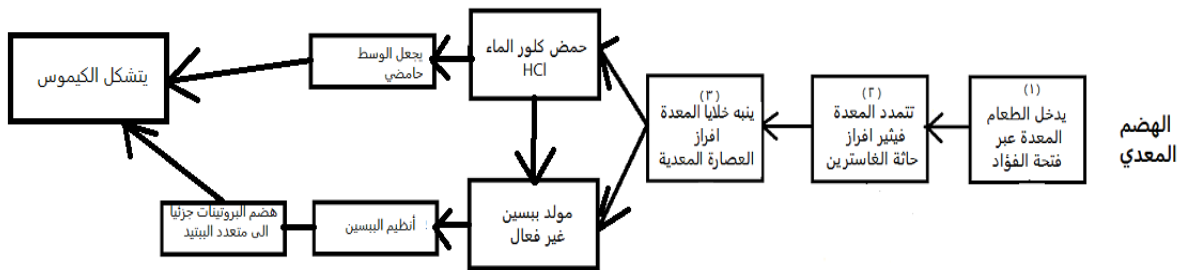 الهضم
المعدي
(١)
يدخل الطعام
المعدة عبر
فتحة الفؤاد
(٢)
تتمدد المعدة
فيثير افراز
حاثة الغاسترين
(٣)
ينبه خلايا المعدة
افراز
العصارة المعدية
حمض كلور الماء
HCl
يجعل الوسط
حامضي
يتشكل الكيموس
مولد ببسين
غير فعال
أنظيم الببسين
هضم البروتينات جزئيا
الى متعدد الببتيد